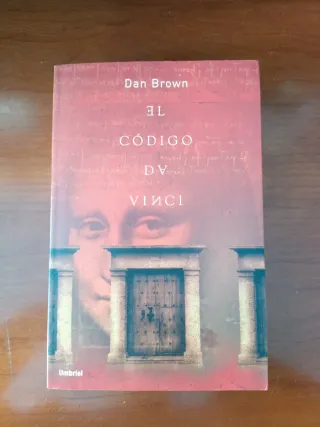 Dan Brown
EL
CÓDIGO
DA
VINCI
Umbriel